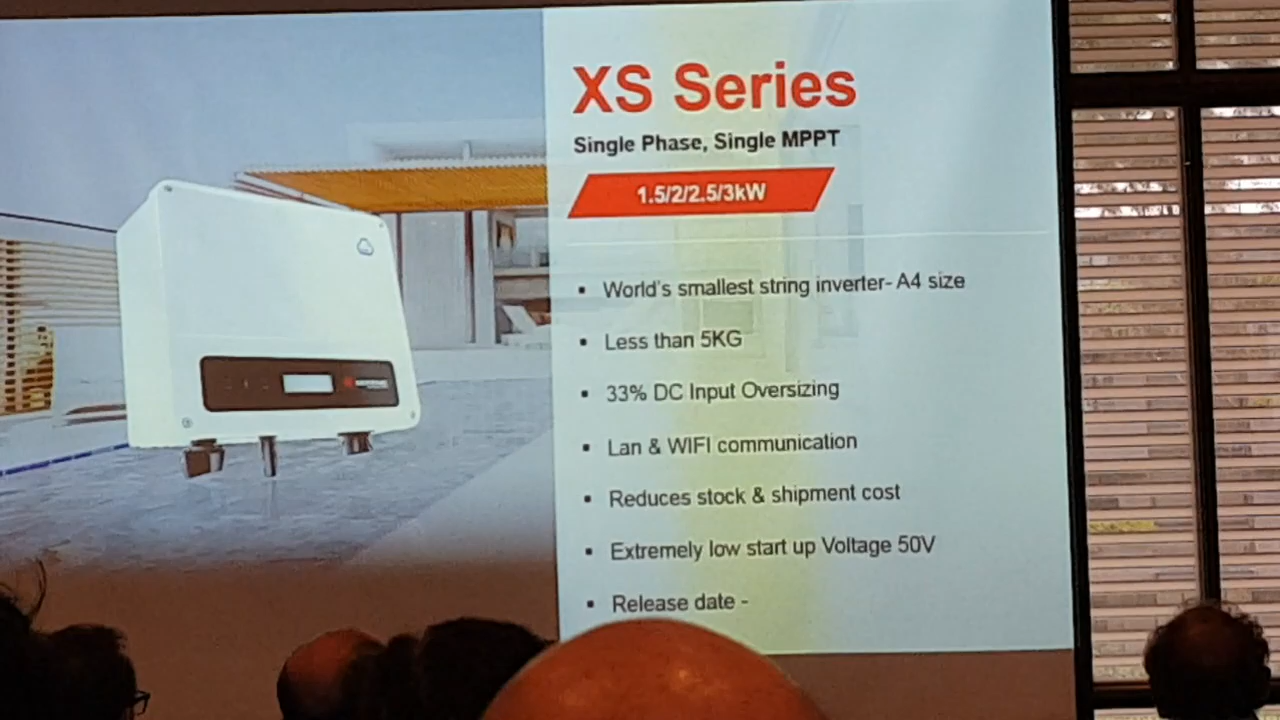 XS Series
Single Phase, Single MPPT
1.5/2/2.5/3kW
▪ World's smallest string inverter- A4 size
▪ Less than 5KG
▪ 33% DC Input Oversizing
▪ Lan & WIFI communication
▪ Reduces stock & shipment cost
▪ Extremely low start up Voltage 50V
▪ Release date -